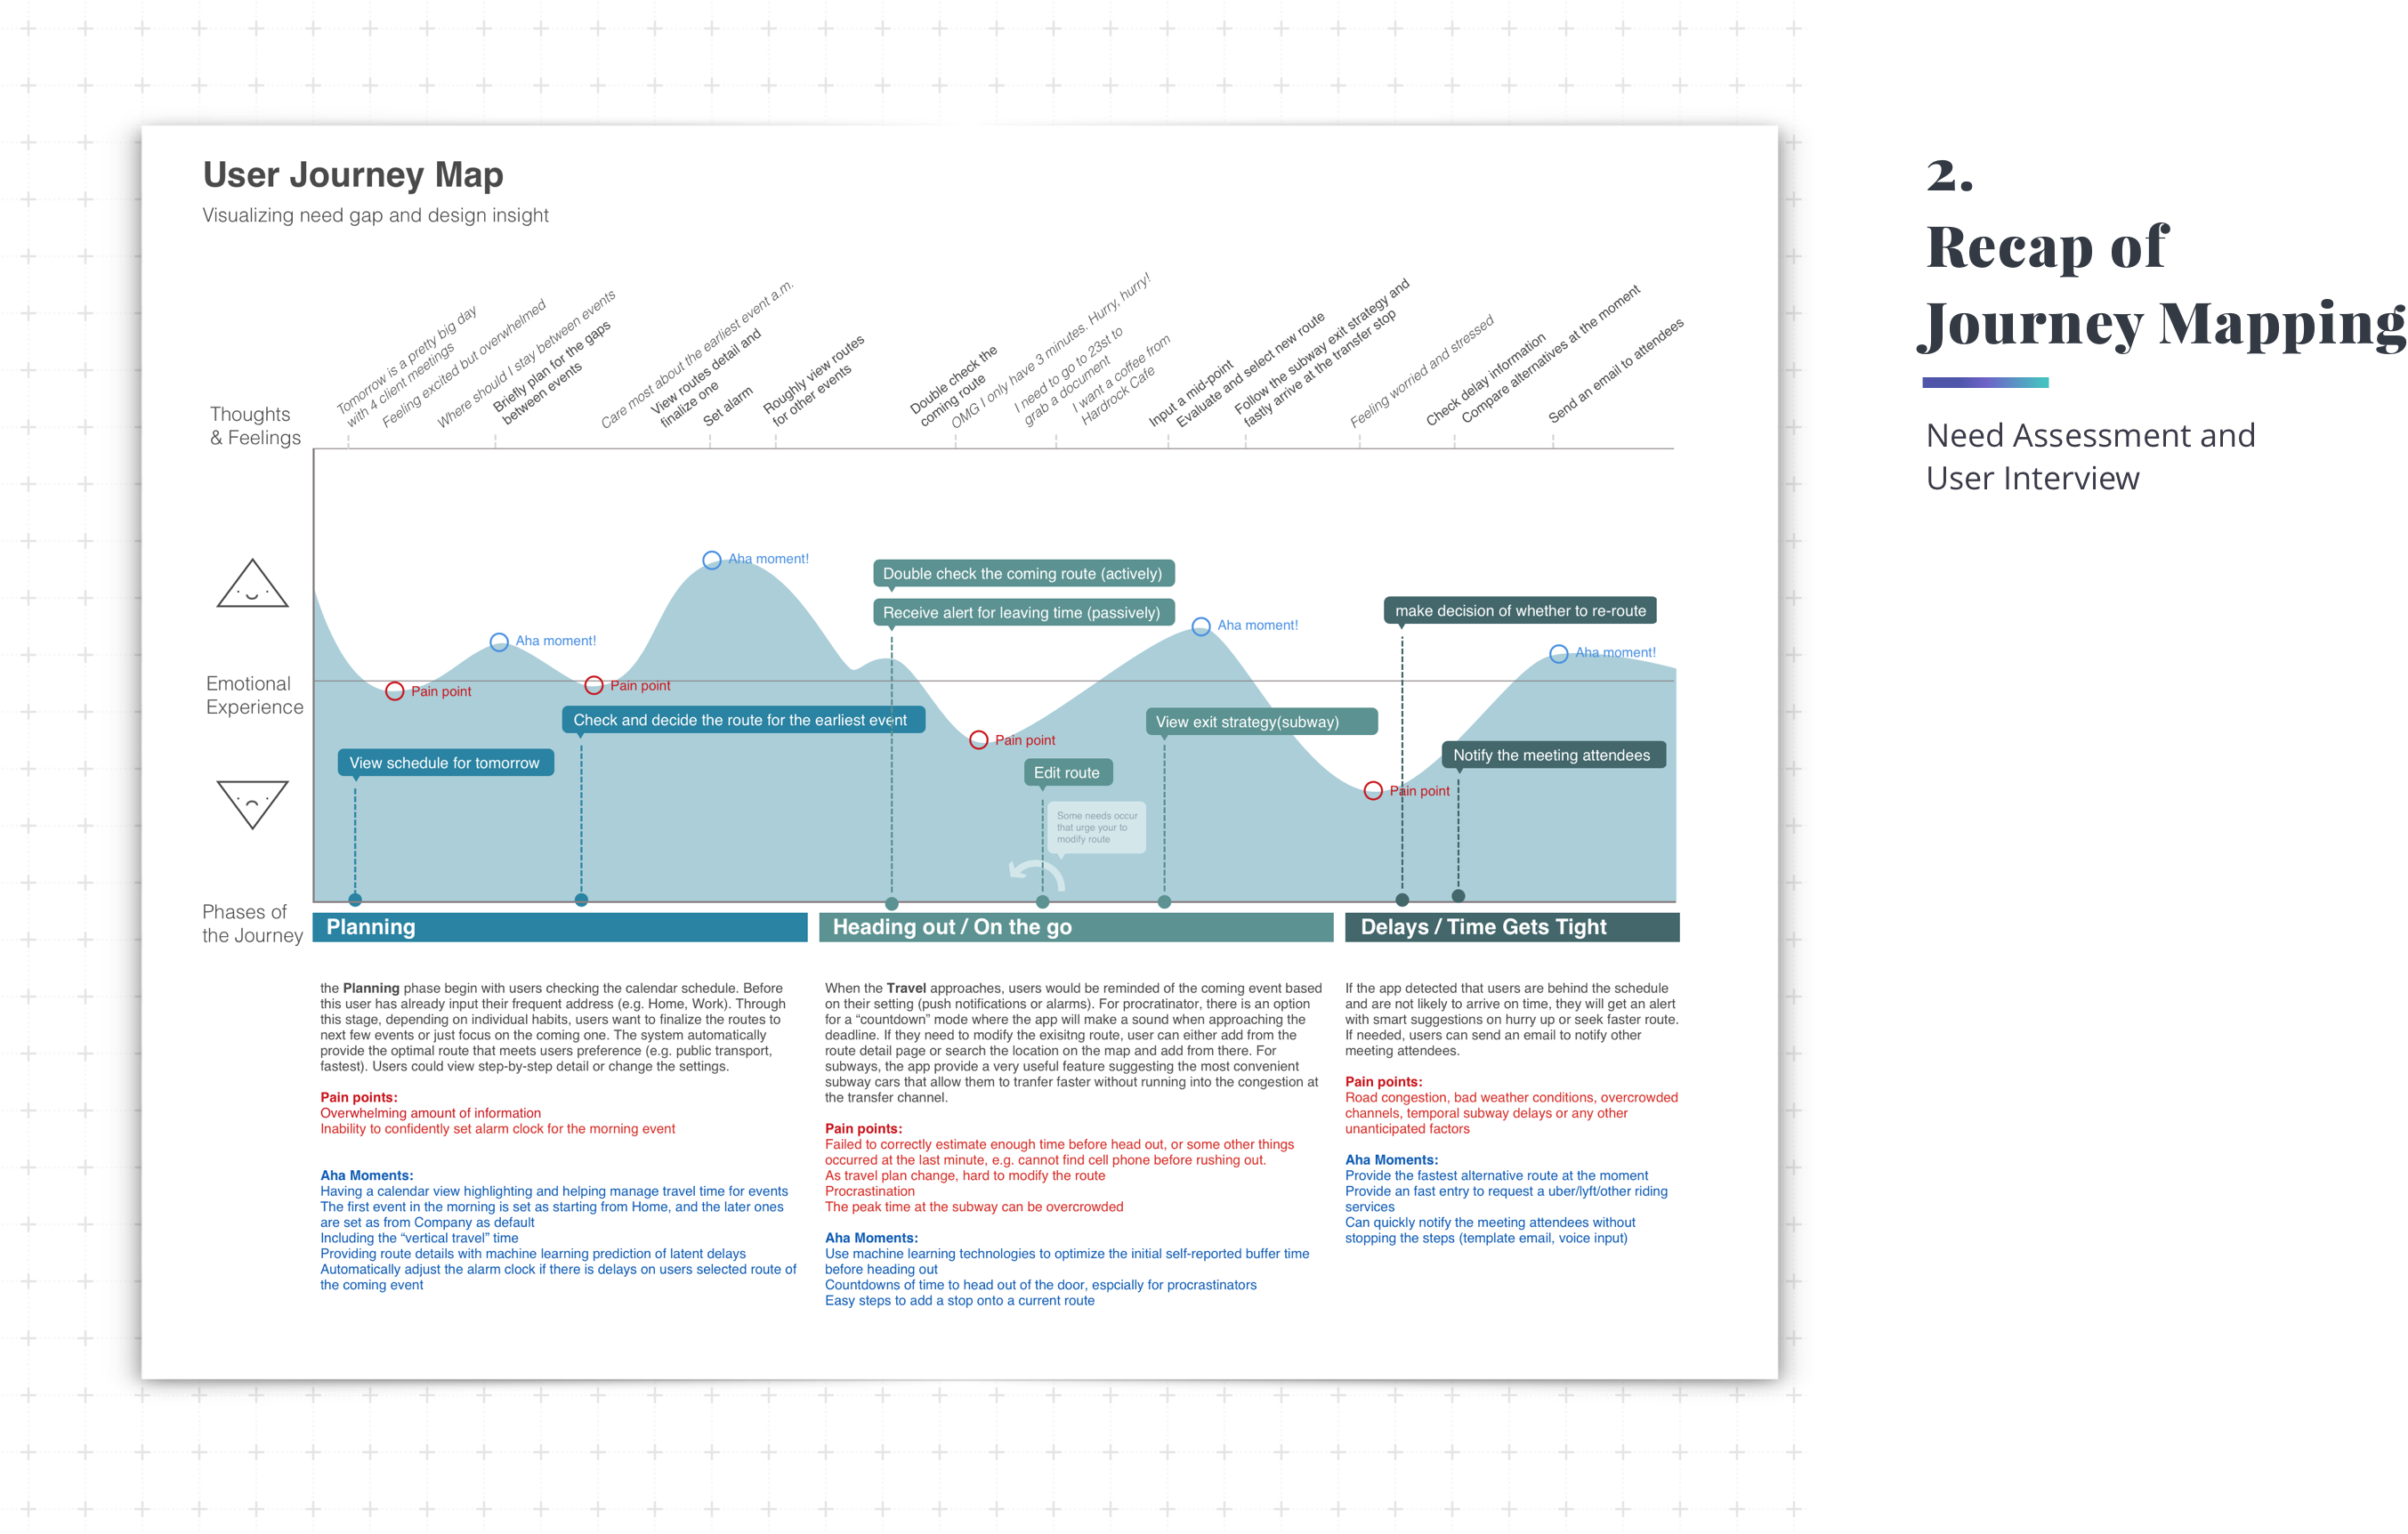 User Journey Map
Visualizing need gap and design insight
Thoughts
& Feelings
Tomorrow is a pretty big day
with 4 client meetings
Feeling excited but overwhelmed
Where should I stay between events
Briefly plan for the gaps
between events
Care most about the earliest event a.m.
View routes detail and
finalize one
Set alarm
Roughly view routes
for other events
Double check the
coming route
OMG I only have 3 minutes. Hurry, hurry!
I need to go to 23st to
grab a document
I want a coffee from
Hardrock Cafe
Input a mid-point
Evaluate and select new route
Follow the subway exit strategy and
fastly arrive at the transfer stop
Feeling worried and stressed
Check delay information
Compare alternatives at the moment
Send an email to attendees
Emotional
Experience
Aha moment!
Aha moment!
Aha moment!
Aha moment!
Pain point
Pain point
Pain point
Pain point
Double check the coming route (actively)
Receive alert for leaving time (passively)
make decision of whether to re-route
Check and decide the route for the earliest event
View exit strategy(subway)
View schedule for tomorrow
Notify the meeting attendees
Edit route
Some needs occur
that urge your to
modify route
Phases of
the Journey
Planning
Heading out / On the go
Delays / Time Gets Tight
the Planning phase begin with users checking the calendar schedule. Before
this user has already input their frequent address (e.g. Home, Work). Through
this stage, depending on individual habits, users want to finalize the routes to
next few events or just focus on the coming one. The system automatically
provide the optimal route that meets users preference (e.g. public transport,
fastest). Users could view step-by-step detail or change the settings.
Pain points:
Overwhelming amount of information
Inability to confidently set alarm clock for the morning event
Aha Moments:
Having a calendar view highlighting and helping manage travel time for events
The first event in the morning is set as starting from Home, and the later ones
are set as from Company as default
Including the “vertical travel” time
Providing route details with machine learning prediction of latent delays
Automatically adjust the alarm clock if there is delays on users selected route of
the coming event
When the Travel approaches, users would be reminded of the coming event based
on their setting (push notifications or alarms). For procratinator, there is an option
for a “countdown” mode where the app will make a sound when approaching the
deadline. If they need to modify the exisitng route, user can either add from the
route detail page or search the location on the map and add from there. For
subways, the app provide a very useful feature suggesting the most convenient
subway cars that allow them to tranfer faster without running into the congestion at
the transfer channel.
Pain points:
Failed to correctly estimate enough time before head out, or some other things
occurred at the last minute, e.g. cannot find cell phone before rushing out.
As travel plan change, hard to modify the route
Procrastination
The peak time at the subway can be overcrowded
Aha Moments:
Use machine learning technologies to optimize the initial self-reported buffer time
before heading out
Countdowns of time to head out of the door, espcially for procrastinators
Easy steps to add a stop onto a current route
If the app detected that users are behind the schedule
and are not likely to arrive on time, they will get an alert
with smart suggestions on hurry up or seek faster route.
If needed, users can send an email to notify other
meeting attendees.
Pain points:
Road congestion, bad weather conditions, overcrowded
channels, temporal subway delays or any other
unanticipated factors
Aha Moments:
Provide the fastest alternative route at the moment
Provide an fast entry to request a uber/lyft/other riding
services
Can quickly notify the meeting attendees without
stopping the steps (template email, voice input)
2.
Recap of
Journey Mapping
Need Assessment and
User Interview